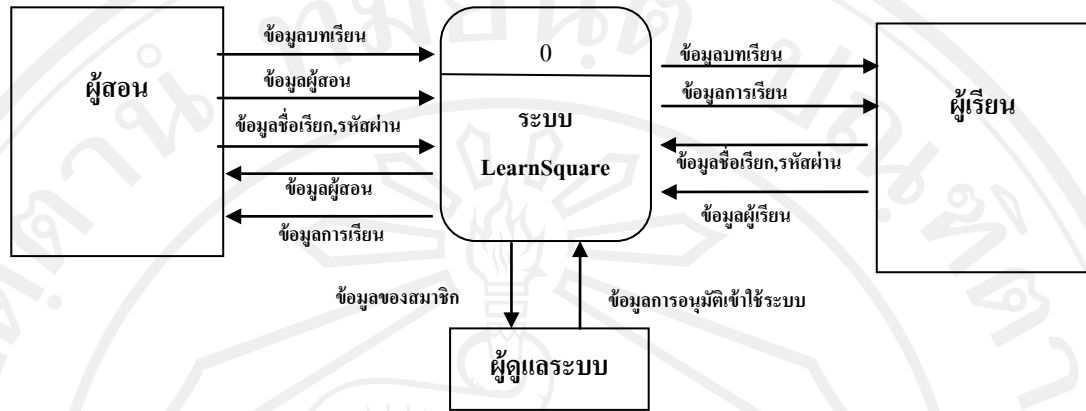 ผู้สอน
ข้อมูลบทเรียน
ข้อมูลผู้สอน
ข้อมูลชื่อเรียก,รหัสผ่าน
ข้อมูลผู้สอน
ข้อมูลการเรียน
0
ระบบ
LearnSquare
ข้อมูลบทเรียน
ข้อมูลการเรียน
ข้อมูลชื่อเรียก,รหัสผ่าน
ข้อมูลผู้เรียน
ผู้เรียน
ข้อมูลของสมาชิก
ข้อมูลการอนุมัติเข้าใช้ระบบ
ผู้ดูแลระบบ